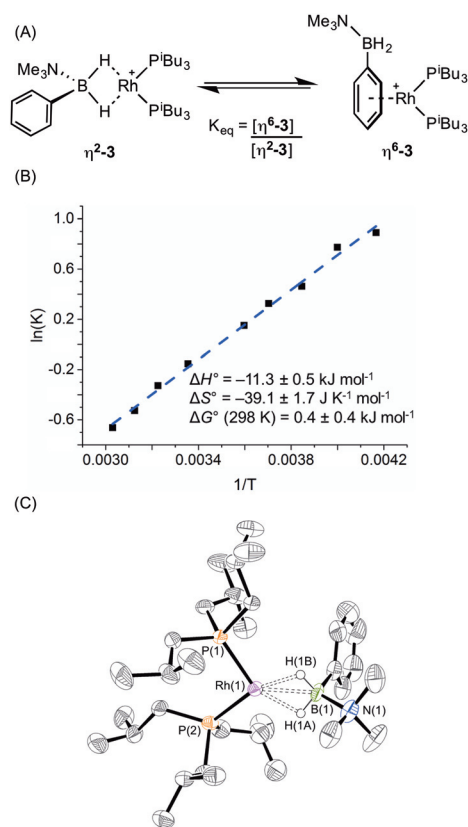 (A)
Me3N
H
B
H
Rh
+
PiBu3
PiBu3
η2-3
Keq = [η6-3]
[η2-3]
Me3N
BH2
+
Rh
PiBu3
PiBu3
η6-3
(B)
ln(K)
1.0
0.6
0.2
-0.2
-0.6
ΔH° = –11.3 ± 0.5 kJ mol-1
ΔS° = –39.1 ± 1.7 J K-1 mol-1
ΔG° (298 K) = 0.4 ± 0.4 kJ mol-1
0.0030 0.0034 0.0038 0.0042
1/T
(C)
P(1)
H(1B)
Rh(1)
B(1) N(1)
H(1A)
P(2)